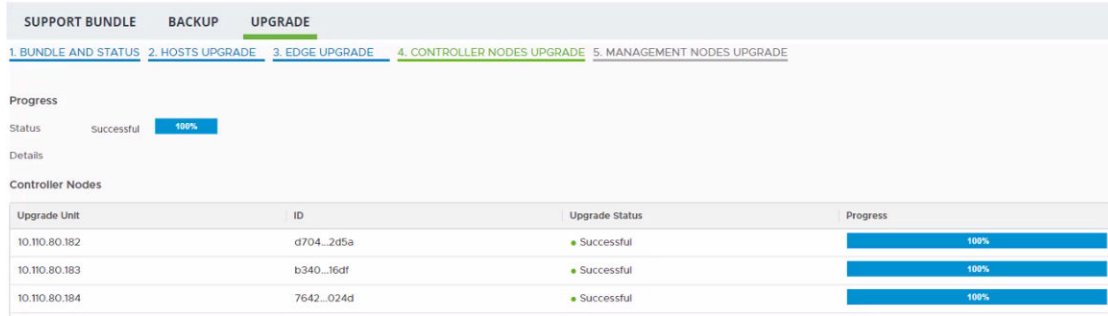 SUPPORT BUNDLE BACKUP UPGRADE
1. BUNDLE AND STATUS 2. HOSTS UPGRADE 3. EDGE UPGRADE 4. CONTROLLER NODES UPGRADE 5. MANAGEMENT NODES UPGRADE
Progress
Status Successful 100%
Details
Controller Nodes
Upgrade Unit ID Upgrade Status Progress
10.110.80.182 d704...2d5a Successful 100%
10.110.80.183 b340...16df Successful 100%
10.110.80.184 7642...024d Successful 100%